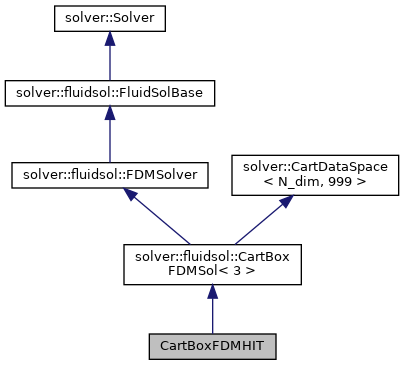 solver::Solver
solver::fluidsol::FluidSolBase
solver::fluidsol::FDMSolver
solver::CartDataSpace
< N_dim, 999 >
solver::fluidsol::CartBox
FDMSol< 3 >
CartBoxFDMHIT